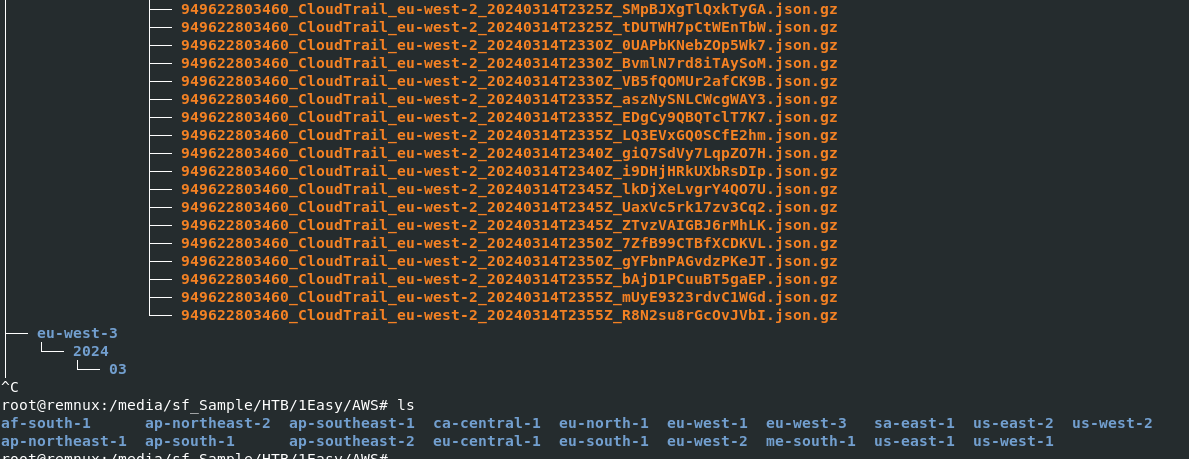 949622803460_CloudTrail_eu-west-2_20240314T2325Z_SMpBJXgTlQxkTyGA.json.gz
949622803460_CloudTrail_eu-west-2_20240314T2325Z_tDUTWH7pCtWEnTbW.json.gz
949622803460_CloudTrail_eu-west-2_20240314T2330Z_0UAPbKNebZOp5Wk7.json.gz
949622803460_CloudTrail_eu-west-2_20240314T2330Z_BvmlN7rd8iTAySoM.json.gz
949622803460_CloudTrail_eu-west-2_20240314T2330Z_VB5fQOMUr2afCK9B.json.gz
949622803460_CloudTrail_eu-west-2_20240314T2335Z_aszNySNLCWcgWAY3.json.gz
949622803460_CloudTrail_eu-west-2_20240314T2335Z_EDgCy9QBQTclT7K7.json.gz
949622803460_CloudTrail_eu-west-2_20240314T2335Z_LQ3EVxGQ0SCfE2hm.json.gz
949622803460_CloudTrail_eu-west-2_20240314T2340Z_giQ7SdVy7LqpZO7H.json.gz
949622803460_CloudTrail_eu-west-2_20240314T2340Z_i9DHjHRkUXbRsDIp.json.gz
949622803460_CloudTrail_eu-west-2_20240314T2345Z_lkDjXeLvgrY4QO7U.json.gz
949622803460_CloudTrail_eu-west-2_20240314T2345Z_UaxVc5rk17zv3Cq2.json.gz
949622803460_CloudTrail_eu-west-2_20240314T2345Z_ZTvzVAIGBJ6rMhLK.json.gz
949622803460_CloudTrail_eu-west-2_20240314T2350Z_7ZfB99CTBfXCDKVL.json.gz
949622803460_CloudTrail_eu-west-2_20240314T2350Z_gYFbnPAGvdzPKeJT.json.gz
949622803460_CloudTrail_eu-west-2_20240314T2355Z_bAjD1PCuuBT5gaEP.json.gz
949622803460_CloudTrail_eu-west-2_20240314T2355Z_mUyE9323rdvC1WGd.json.gz
949622803460_CloudTrail_eu-west-2_20240314T2355Z_R8N2su8rGcOvJVbI.json.gz
eu-west-3
2024
03
^C
root@remnux:/media/sf_Sample/HTB/1Easy/AWS# ls
af-south-1 ap-northeast-2 ap-southeast-1 ca-central-1 eu-north-1 eu-west-1 eu-west-3 sa-east-1 us-east-2 us-west-2
ap-northeast-1 ap-south-1 ap-southeast-2 eu-central-1 eu-south-1 eu-west-2 me-south-1 us-east-1 us-west-1
root@remnux:/media/sf_Sample/HTB/1Easy/AWS#